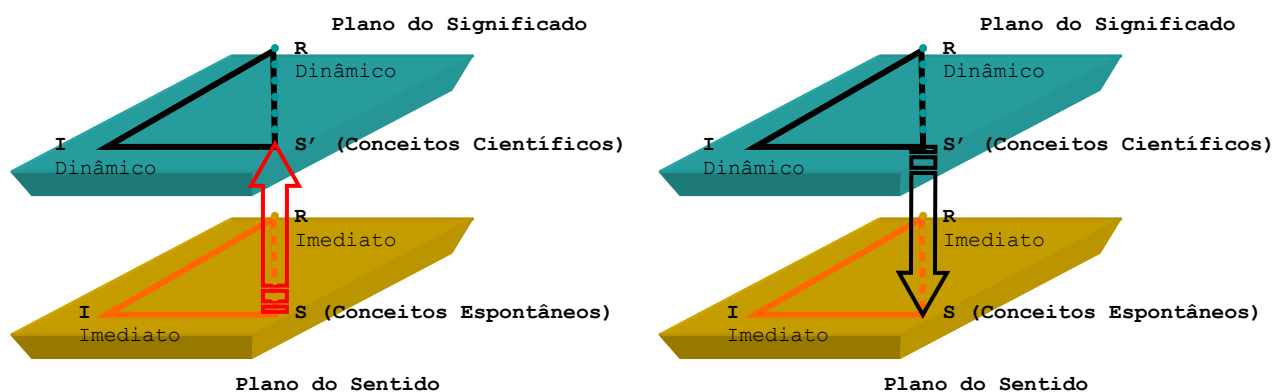 Plano do Significado
R
Dinâmico
I
S’ (Conceitos Científicos)
Dinâmico
R
Imediato
I
S (Conceitos Espontâneos)
Imediato
Plano do Sentido
Plano do Significado
R
Dinâmico
I
S’ (Conceitos Científicos)
Dinâmico
R
Imediato
I
S (Conceitos Espontâneos)
Imediato
Plano do Sentido